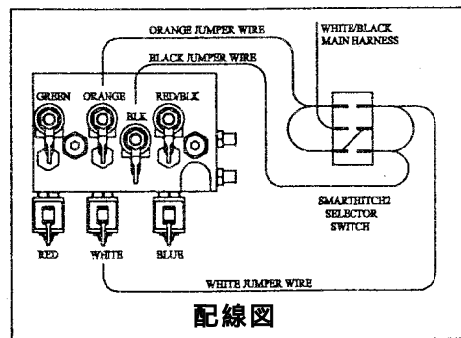 ORANGE JUMPER WIRE
WHITE/BLACK
MAIN HARNESS
BLACK JUMPER WIRE
GREEN
ORANGE
RED/BLK
BLK
SMARTHITCH2
SELECTOR
SWITCH
RED
WHITE
BLUE
WHITE JUMPER WIRE
配線図